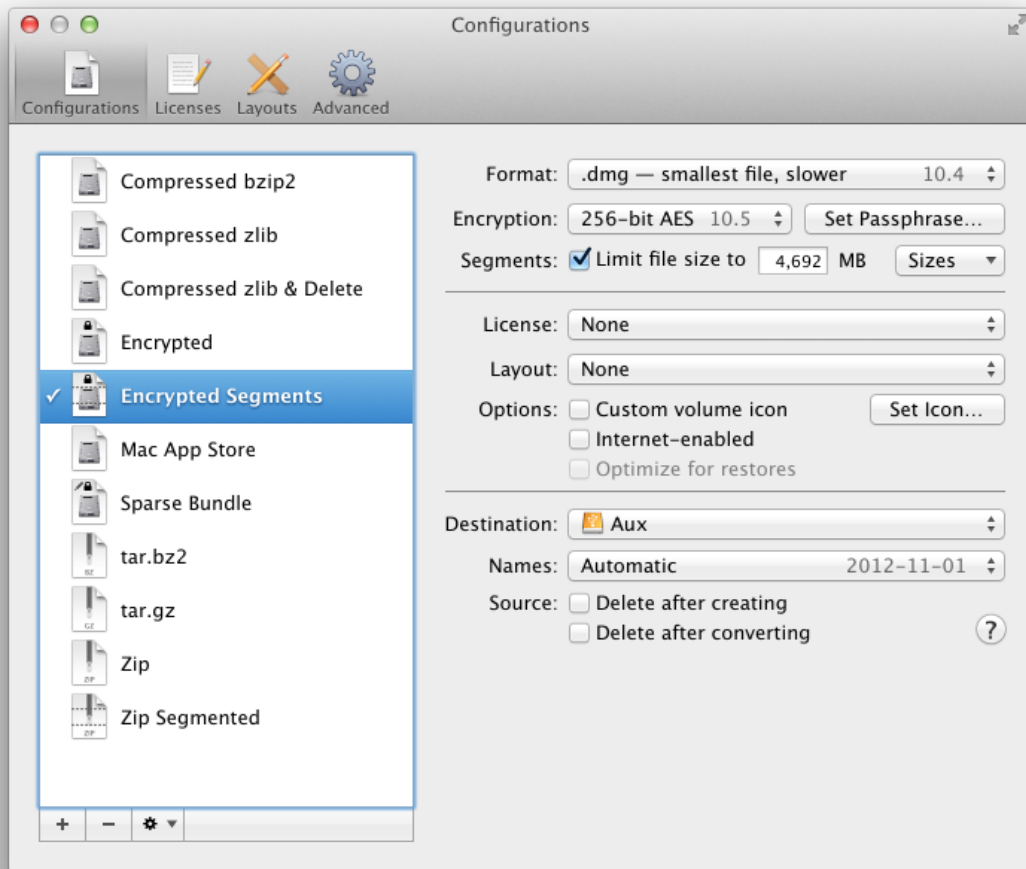 Configurations
Configurations Licenses Layouts Advanced
Compressed bzip2
Compressed zlib
Compressed zlib & Delete
Encrypted
✓ Encrypted Segments
Mac App Store
Sparse Bundle
BZ tar.bz2
GZ tar.gz
ZIP Zip
ZIP Zip Segmented
+ −
Format: .dmg — smallest file, slower 10.4
Encryption: 256-bit AES 10.5 Set Passphrase...
Segments: Limit file size to 4,692 MB Sizes
License: None
Layout: None
Options: Custom volume icon Set Icon...
Internet-enabled
Optimize for restores
Destination: Aux
Names: Automatic 2012-11-01
Source: Delete after creating
Delete after converting ?